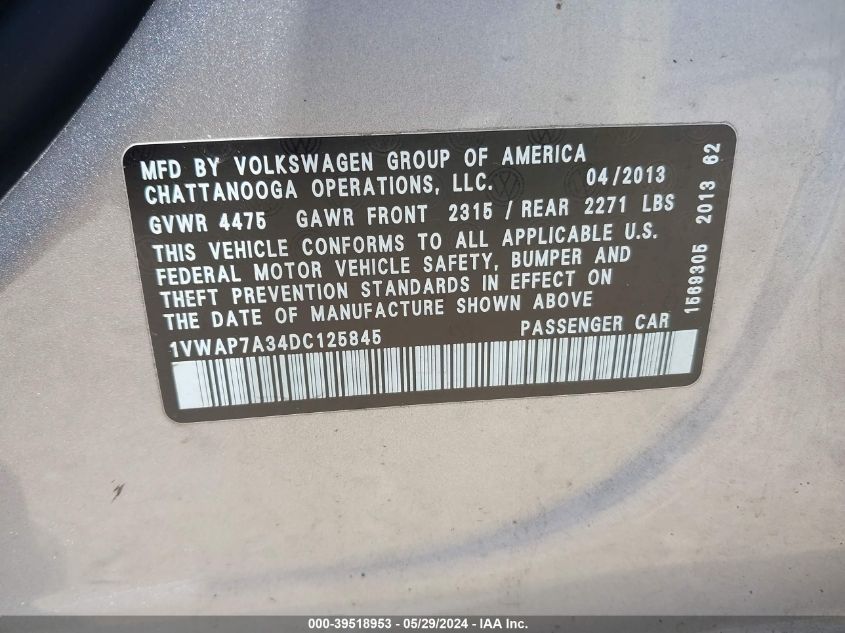 MFD BY VOLKSWAGEN GROUP OF AMERICA
CHATTANOOGA OPERATIONS, LLC. 04/2013
GVWR 4475 GAWR FRONT 2315 / REAR 2271 LBS
THIS VEHICLE CONFORMS TO ALL APPLICABLE U.S.
FEDERAL MOTOR VEHICLE SAFETY, BUMPER AND
THEFT PREVENTION STANDARDS IN EFFECT ON
THE DATE OF MANUFACTURE SHOWN ABOVE
1VWAP7A34DC125845 PASSENGER CAR
1569305 2013 62
000-39518953 - 05/29/2024 - IAA Inc.